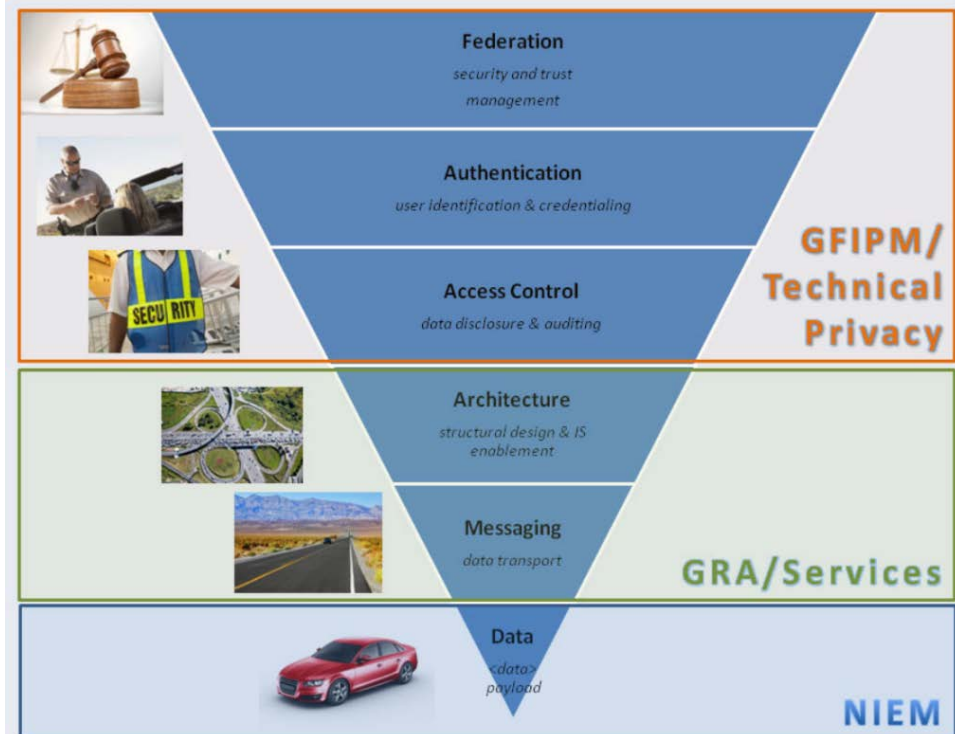 Federation
security and trust
management
Authentication
user identification & credentialing
Access Control
data disclosure & auditing
SECURITY
GFIPM/
Technical
Privacy
Architecture
structural design & IS
enablement
Messaging
data transport
GRA/Services
Data
<data>
payload
NIEM